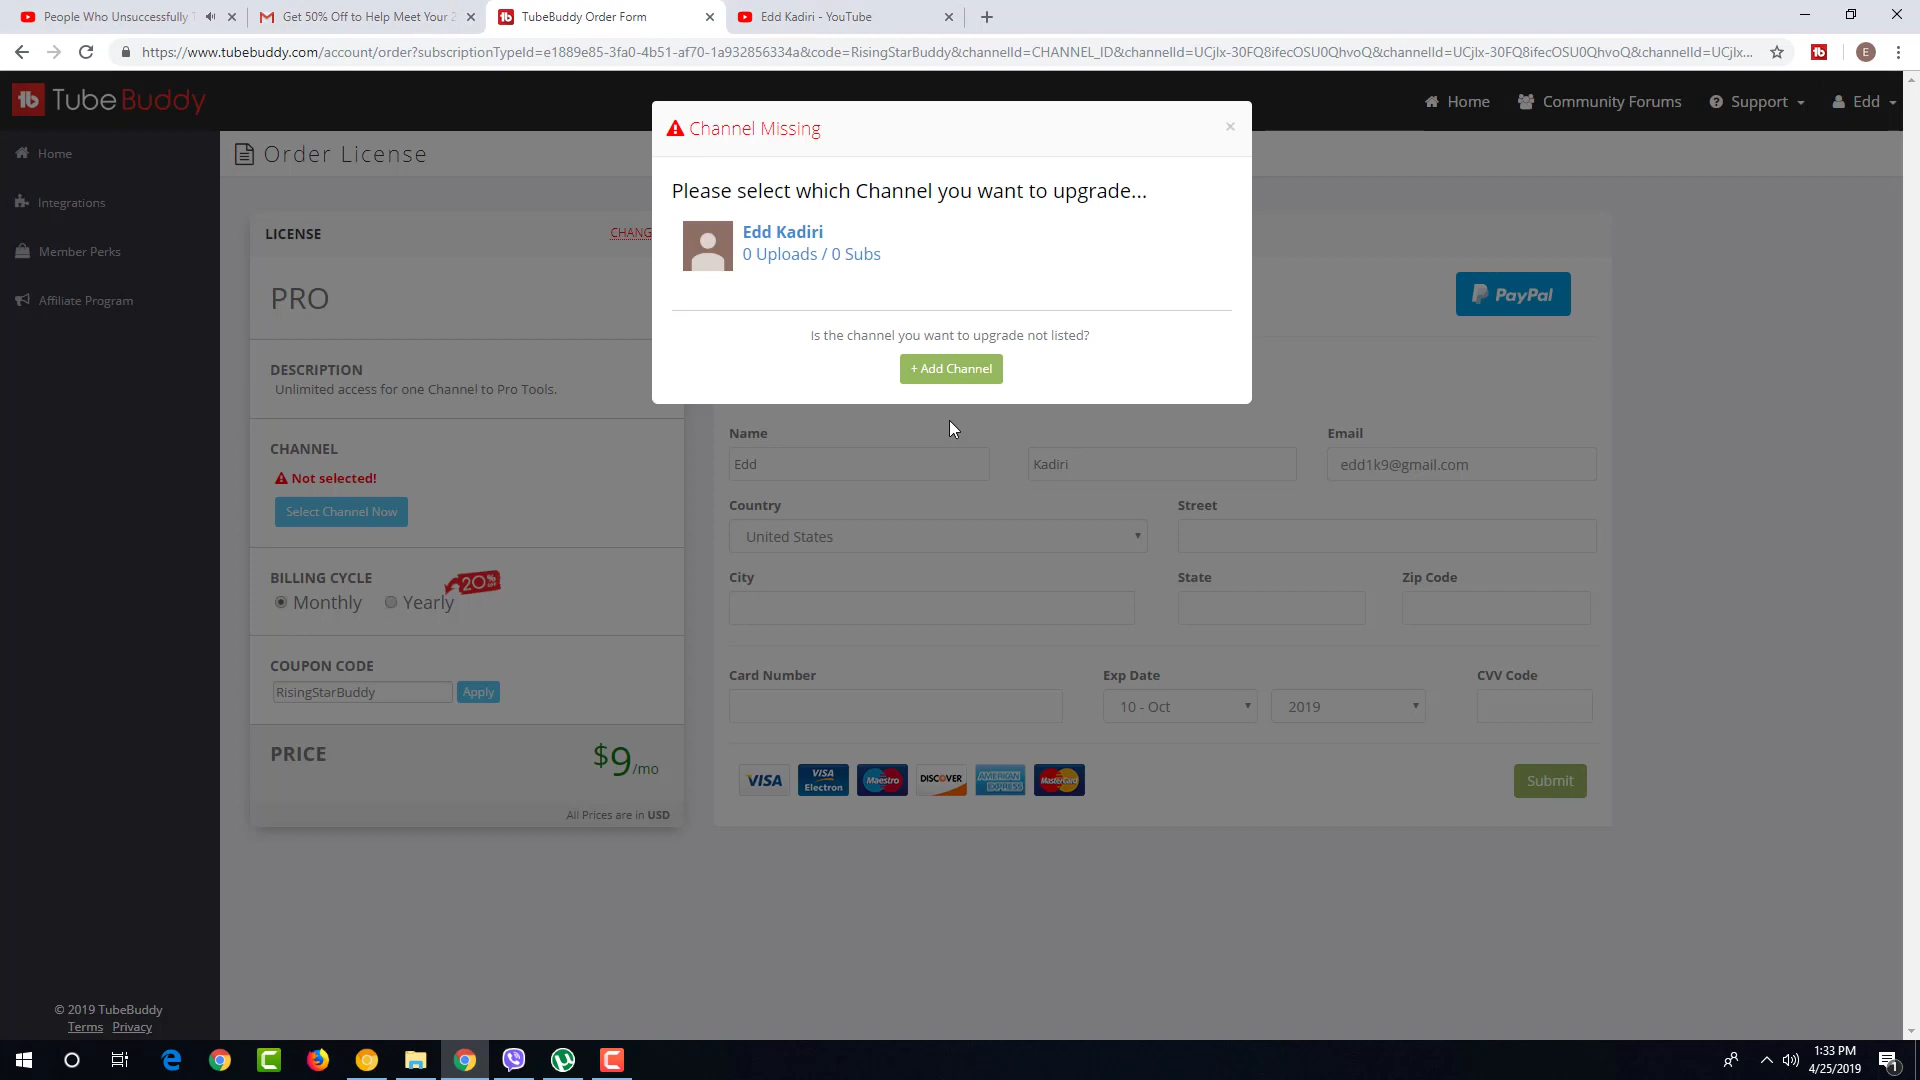 People Who Unsuccessfully
Get 50% Off to Help Meet Your 2
TubeBuddy Order Form
Edd Kadiri - YouTube
https://www.tubebuddy.com/account/order?subscriptionTypeId=e1889e85-3fa0-4b51-af70-1a932856334a&code=RisingStarBuddy&channelId=CHANNEL_ID&channelId=UCjlx-30FQ8ifecOSU0QhvoQ&channelId=UCjlx-30FQ8ifecOSU0QhvoQ&channelId=UCjlx...
E
TubeBuddy
Home
Community Forums
Support
Edd
Home
Integrations
Member Perks
Affiliate Program
Order License
Channel Missing
×
Please select which Channel you want to upgrade...
Edd Kadiri
0 Uploads / 0 Subs
Is the channel you want to upgrade not listed?
+ Add Channel
LICENSE
CHANG
PRO
DESCRIPTION
Unlimited access for one Channel to Pro Tools.
CHANNEL
Not selected!
Select Channel Now
BILLING CYCLE
20% OFF
Monthly
Yearly
COUPON CODE
RisingStarBuddy
Apply
PRICE
$9/mo
All Prices are in USD
PayPal
Name
Email
Edd
Kadiri
edd1k9@gmail.com
Country
Street
United States
City
State
Zip Code
Card Number
Exp Date
CVV Code
10 - Oct
2019
VISA
VISA Electron
Maestro
DISCOVER
AMERICAN EXPRESS
MasterCard
Submit
© 2019 TubeBuddy
Terms Privacy
1:33 PM
4/25/2019
1